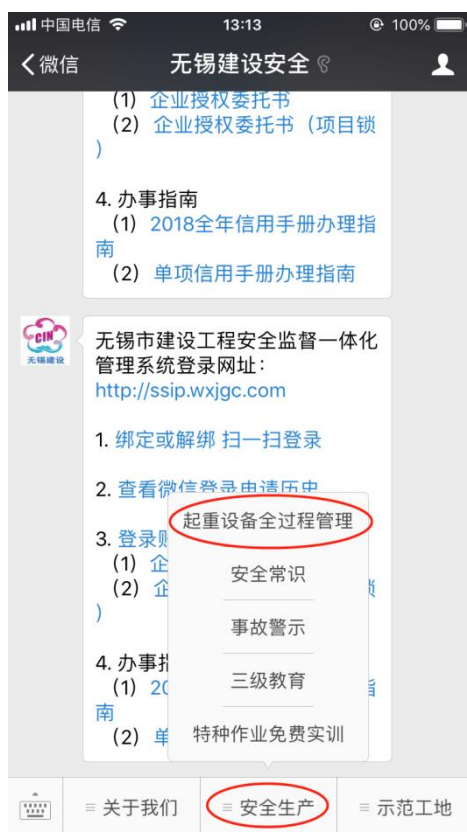 中国电信 13:13 100%
微信 无锡建设安全
(1) 企业授权委托书
(2) 企业授权委托书（项目锁
）
4. 办事指南
(1) 2018全年信用手册办理指
南
(2) 单项信用手册办理指南
CIN
无锡建设
无锡市建设工程安全监督一体化
管理系统登录网址：
http://ssip.wxjgc.com
1. 绑定或解绑 扫一扫登录
2. 查看微信登录申请历史
起重设备全过程管理
3. 登录
(1) 企
安全常识
(2) 企
）
事故警示
4. 办事
三级教育
(1) 20
南
(2) 单
特种作业免费实训
关于我们 安全生产 示范工地